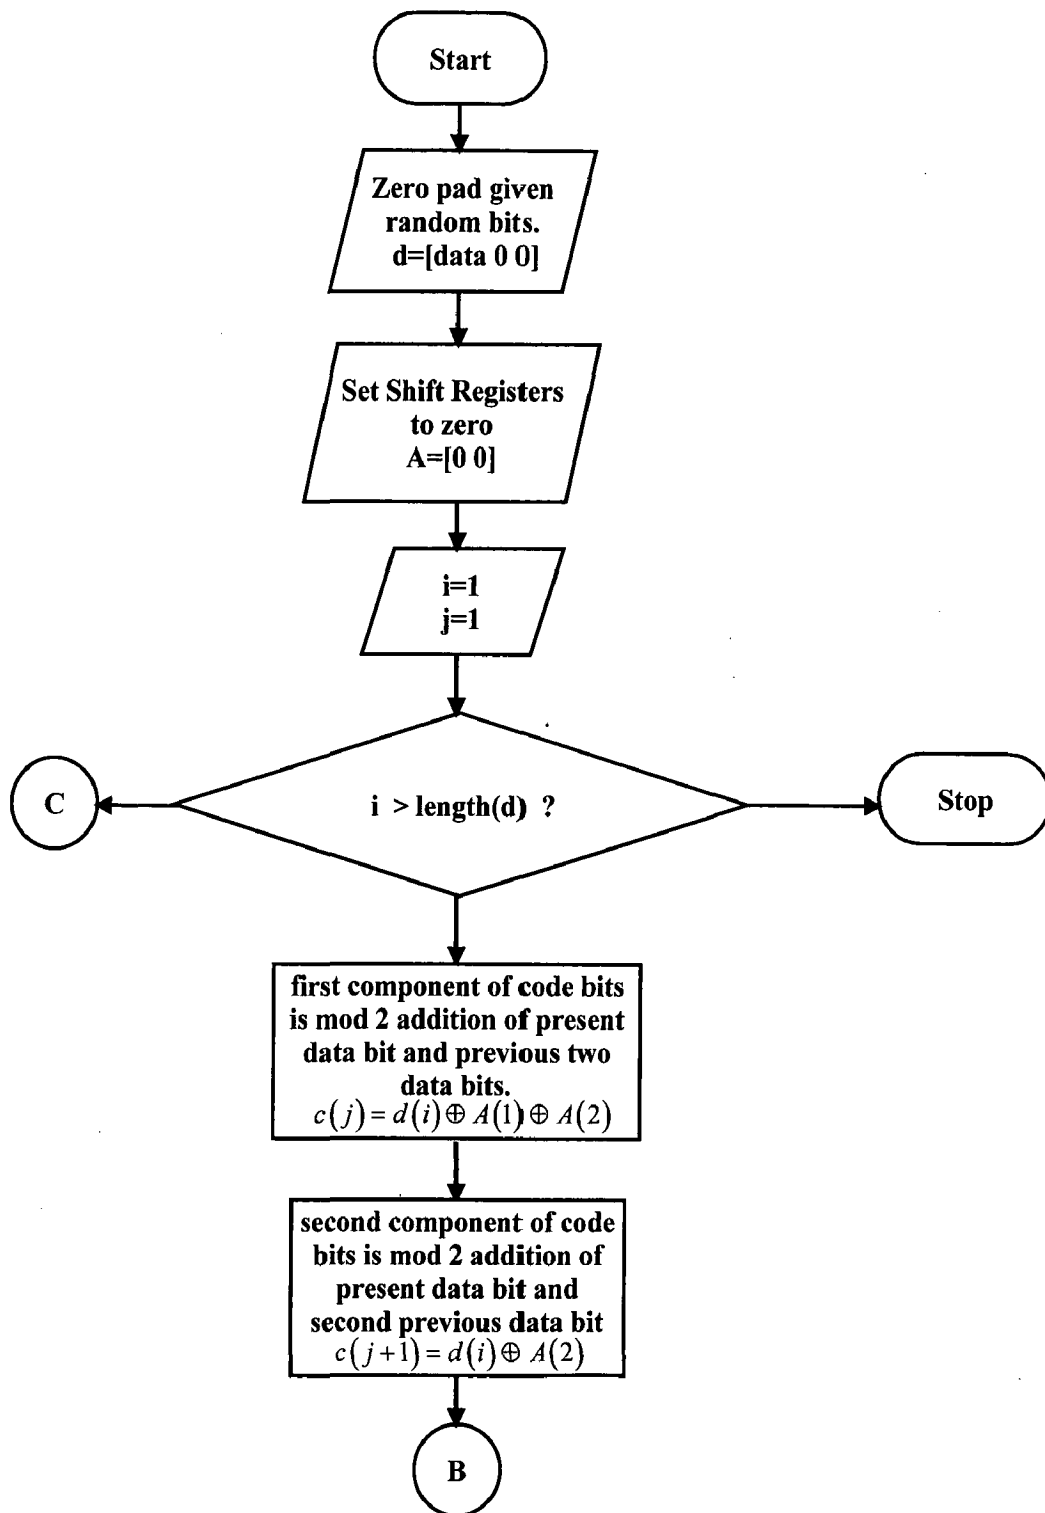 Start
Zero pad given
random bits.
d=[data 0 0]
Set Shift Registers
to zero
A=[0 0]
i=1
j=1
C
i > length(d) ?
Stop
first component of code bits
is mod 2 addition of present
data bit and previous two
data bits.
c(j) = d(i) ⊕ A(1) ⊕ A(2)
second component of code
bits is mod 2 addition of
present data bit and
second previous data bit
c(j+1) = d(i) ⊕ A(2)
B